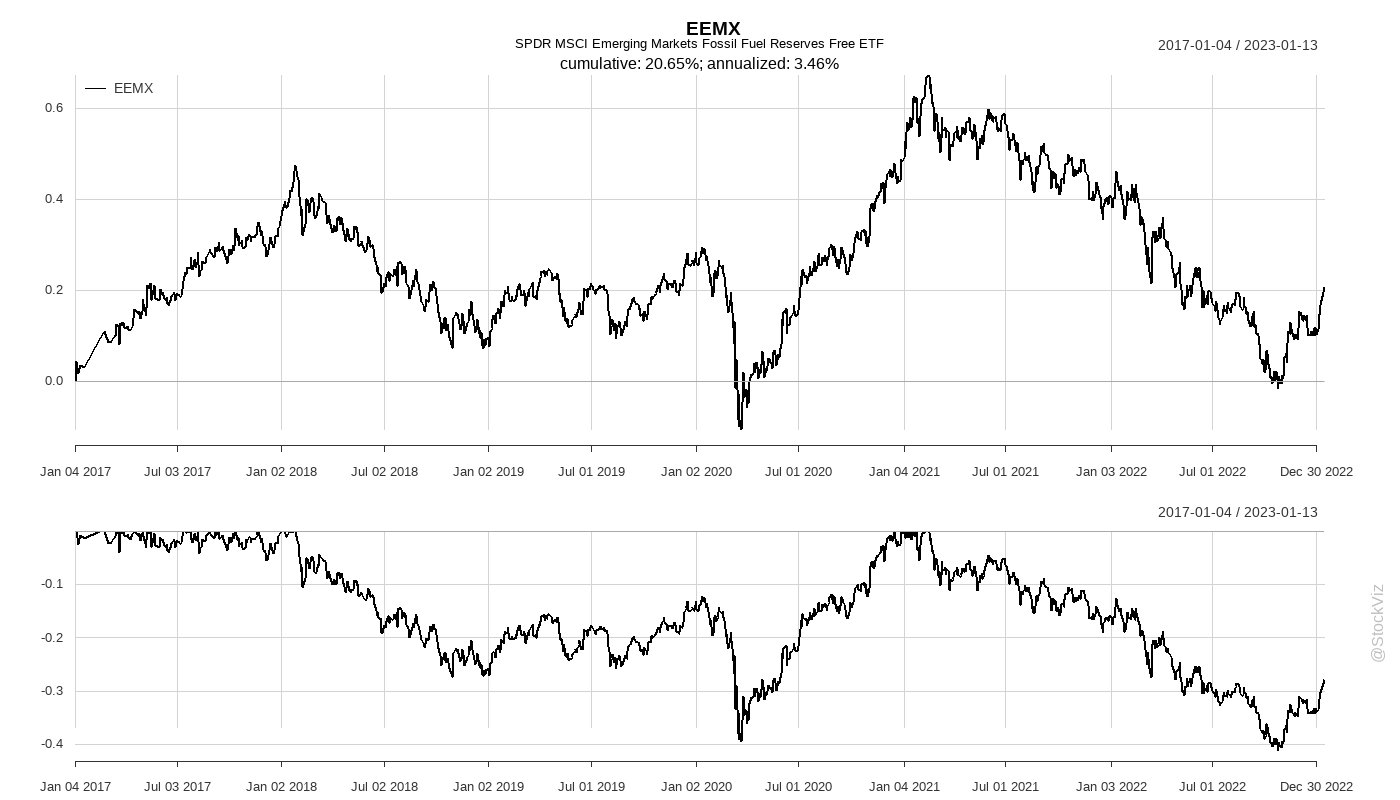 EEMX
SPDR MSCI Emerging Markets Fossil Fuel Reserves Free ETF
2017-01-04 / 2023-01-13
cumulative: 20.65%; annualized: 3.46%
EEMX
0.6
0.4
0.2
0.0
Jan 04 2017 Jul 03 2017 Jan 02 2018 Jul 02 2018 Jan 02 2019 Jul 01 2019 Jan 02 2020 Jul 01 2020 Jan 04 2021 Jul 01 2021 Jan 03 2022 Jul 01 2022 Dec 30 2022
2017-01-04 / 2023-01-13
-0.1
-0.2
-0.3
-0.4
Jan 04 2017 Jul 03 2017 Jan 02 2018 Jul 02 2018 Jan 02 2019 Jul 01 2019 Jan 02 2020 Jul 01 2020 Jan 04 2021 Jul 01 2021 Jan 03 2022 Jul 01 2022 Dec 30 2022
@StockViz